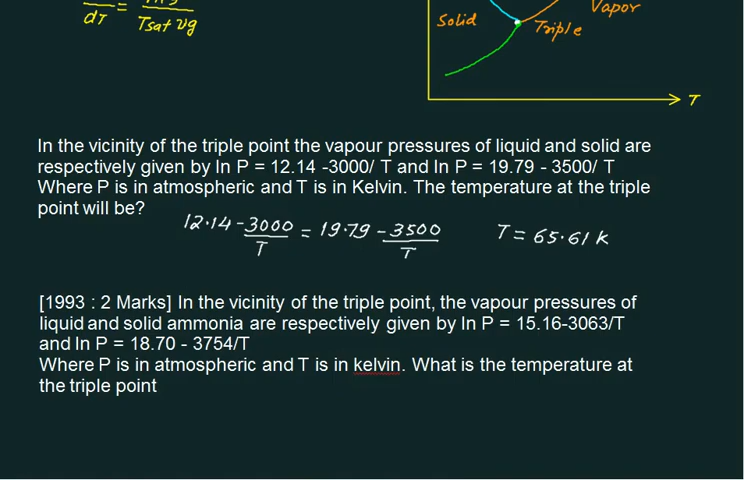 dT = Tsat vg
Solid
Vapor
Triple
T
In the vicinity of the triple point the vapour pressures of liquid and solid are
respectively given by ln P = 12.14 -3000/ T and ln P = 19.79 - 3500/ T
Where P is in atmospheric and T is in Kelvin. The temperature at the triple
point will be?
12.14 - 3000/T = 19.79 - 3500/T T = 65.61 k
[1993 : 2 Marks] In the vicinity of the triple point, the vapour pressures of
liquid and solid ammonia are respectively given by ln P = 15.16-3063/T
and ln P = 18.70 - 3754/T
Where P is in atmospheric and T is in kelvin. What is the temperature at
the triple point